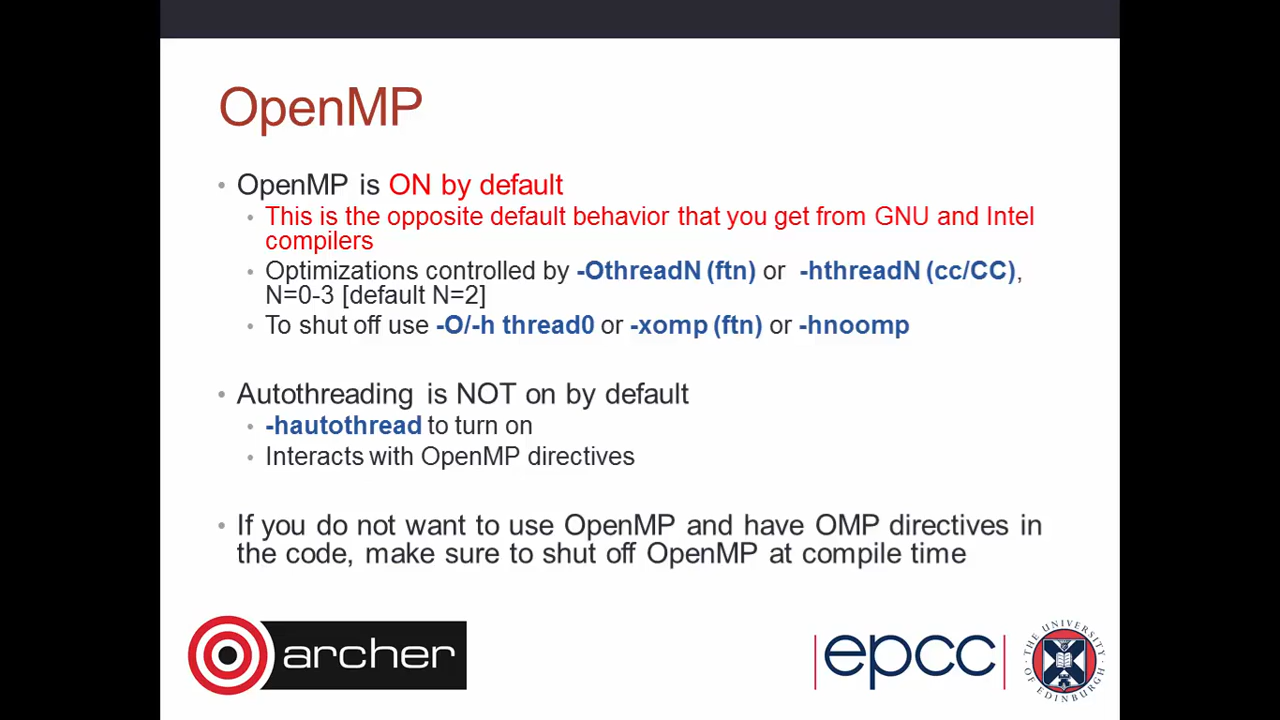 OpenMP
• OpenMP is ON by default
• This is the opposite default behavior that you get from GNU and Intel
compilers
• Optimizations controlled by -OthreadN (ftn) or -hthreadN (cc/CC),
N=0-3 [default N=2]
• To shut off use -O/-h thread0 or -xomp (ftn) or -hnoomp
• Autothreading is NOT on by default
• -hautothread to turn on
• Interacts with OpenMP directives
• If you do not want to use OpenMP and have OMP directives in
the code, make sure to shut off OpenMP at compile time
archer
epcc
THE UNIVERSITY
OF EDINBURGH